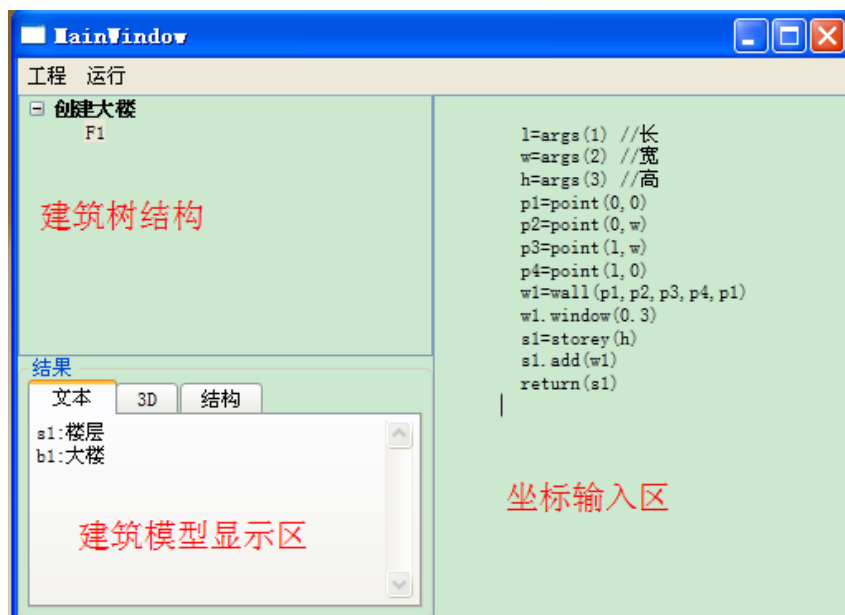 MainWindow
工程 运行
创建大楼
F1
建筑树结构
结果
文本 3D 结构
s1:楼层
b1:大楼
建筑模型显示区
l=args(1) //长
w=args(2) //宽
h=args(3) //高
p1=point(0,0)
p2=point(0,w)
p3=point(l,w)
p4=point(l,0)
w1=wall(p1,p2,p3,p4,p1)
w1.window(0.3)
s1=storey(h)
s1.add(w1)
return(s1)
坐标输入区